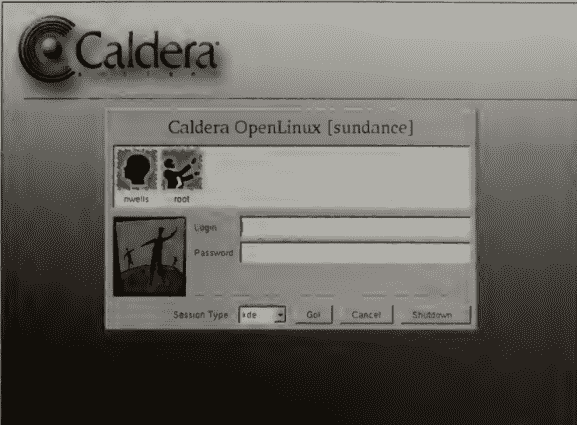 Caldera
Caldera OpenLinux [sundance]
nwells root
Login
Password
Session Type kde Go! Cancel Shutdown